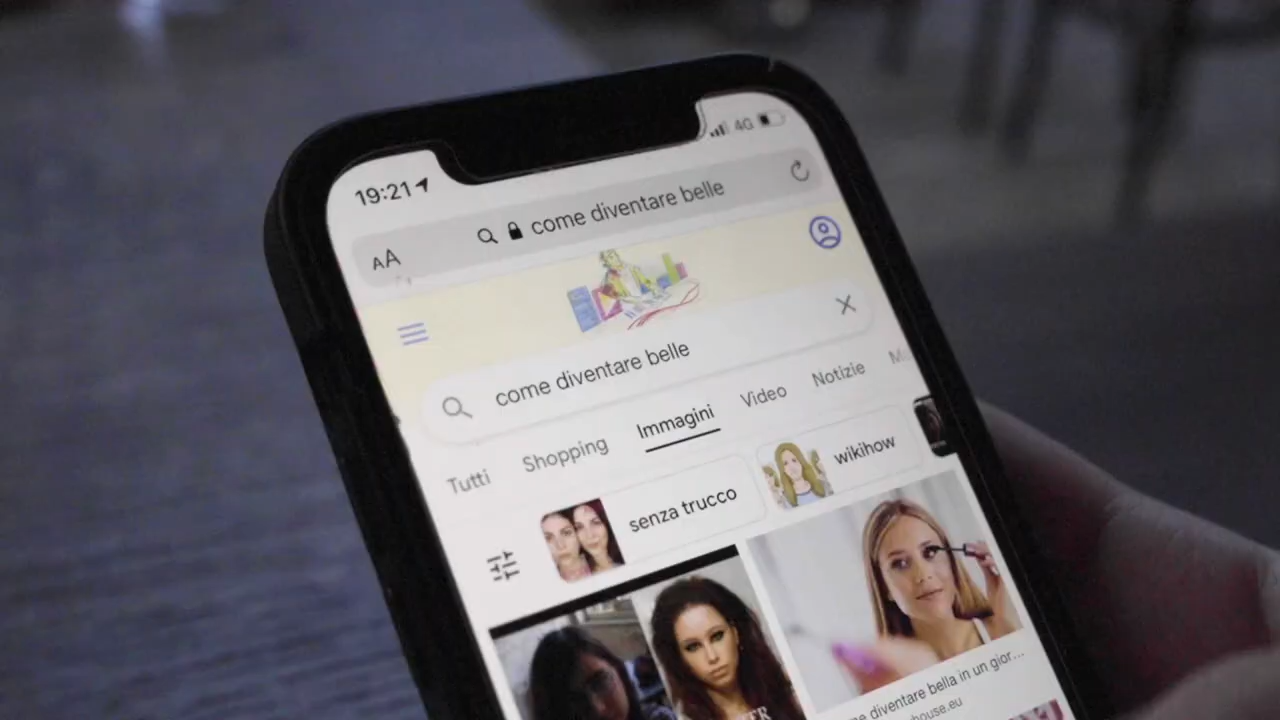 19:21
4G
AA
come diventare belle
come diventare belle
Tutti
Shopping
Immagini
Video
Notizie
senza trucco
wikihow
diventare bella in un gior...